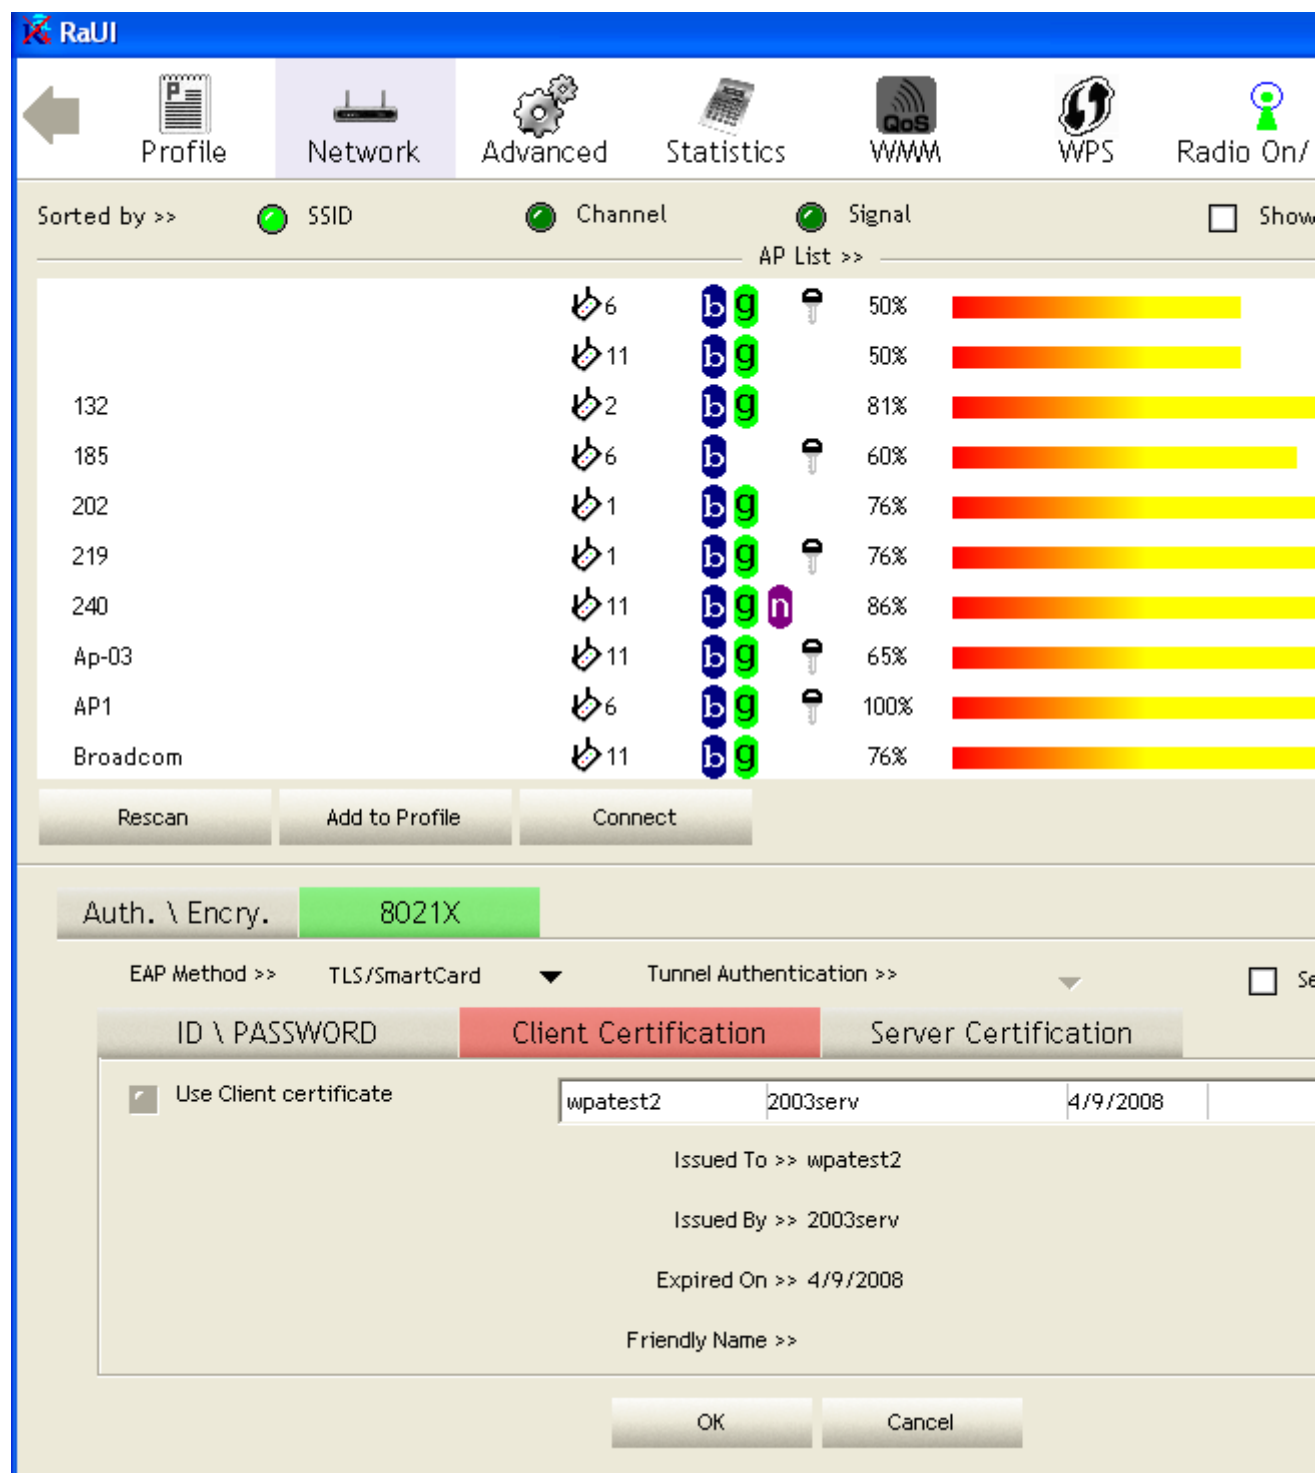 RaUI
Profile Network Advanced Statistics QoS WMM WPS Radio On/
Sorted by >> SSID Channel Signal Show
AP List >>
6 b g 50%
11 b g 50%
132 2 b g 81%
185 6 b 60%
202 1 b g 76%
219 1 b g 76%
240 11 b g n 86%
Ap-03 11 b g 65%
AP1 6 b g 100%
Broadcom 11 b g 76%
Rescan Add to Profile Connect
Auth. \ Encry. 8021X
EAP Method >> TLS/SmartCard Tunnel Authentication >> Se
ID \ PASSWORD Client Certification Server Certification
Use Client certificate wpatest2 2003serv 4/9/2008
Issued To >> wpatest2
Issued By >> 2003serv
Expired On >> 4/9/2008
Friendly Name >>
OK Cancel